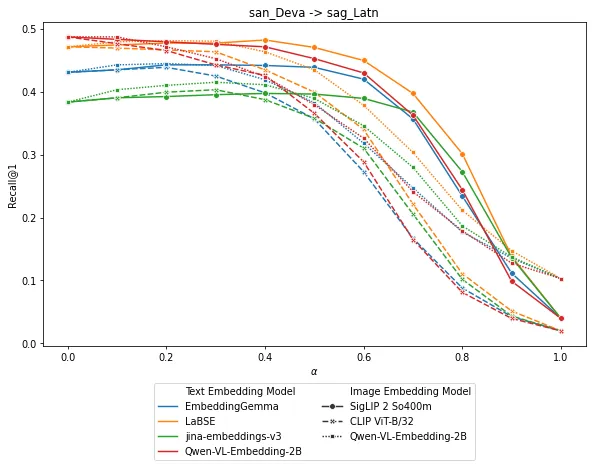 san_Deva -> sag_Latn
Recall@1
0.5
0.4
0.3
0.2
0.1
0.0
0.0 0.2 0.4 0.6 0.8 1.0
α
Text Embedding Model
EmbeddingGemma
LaBSE
jina-embeddings-v3
Qwen-VL-Embedding-2B
Image Embedding Model
SigLIP 2 So400m
CLIP ViT-B/32
Qwen-VL-Embedding-2B